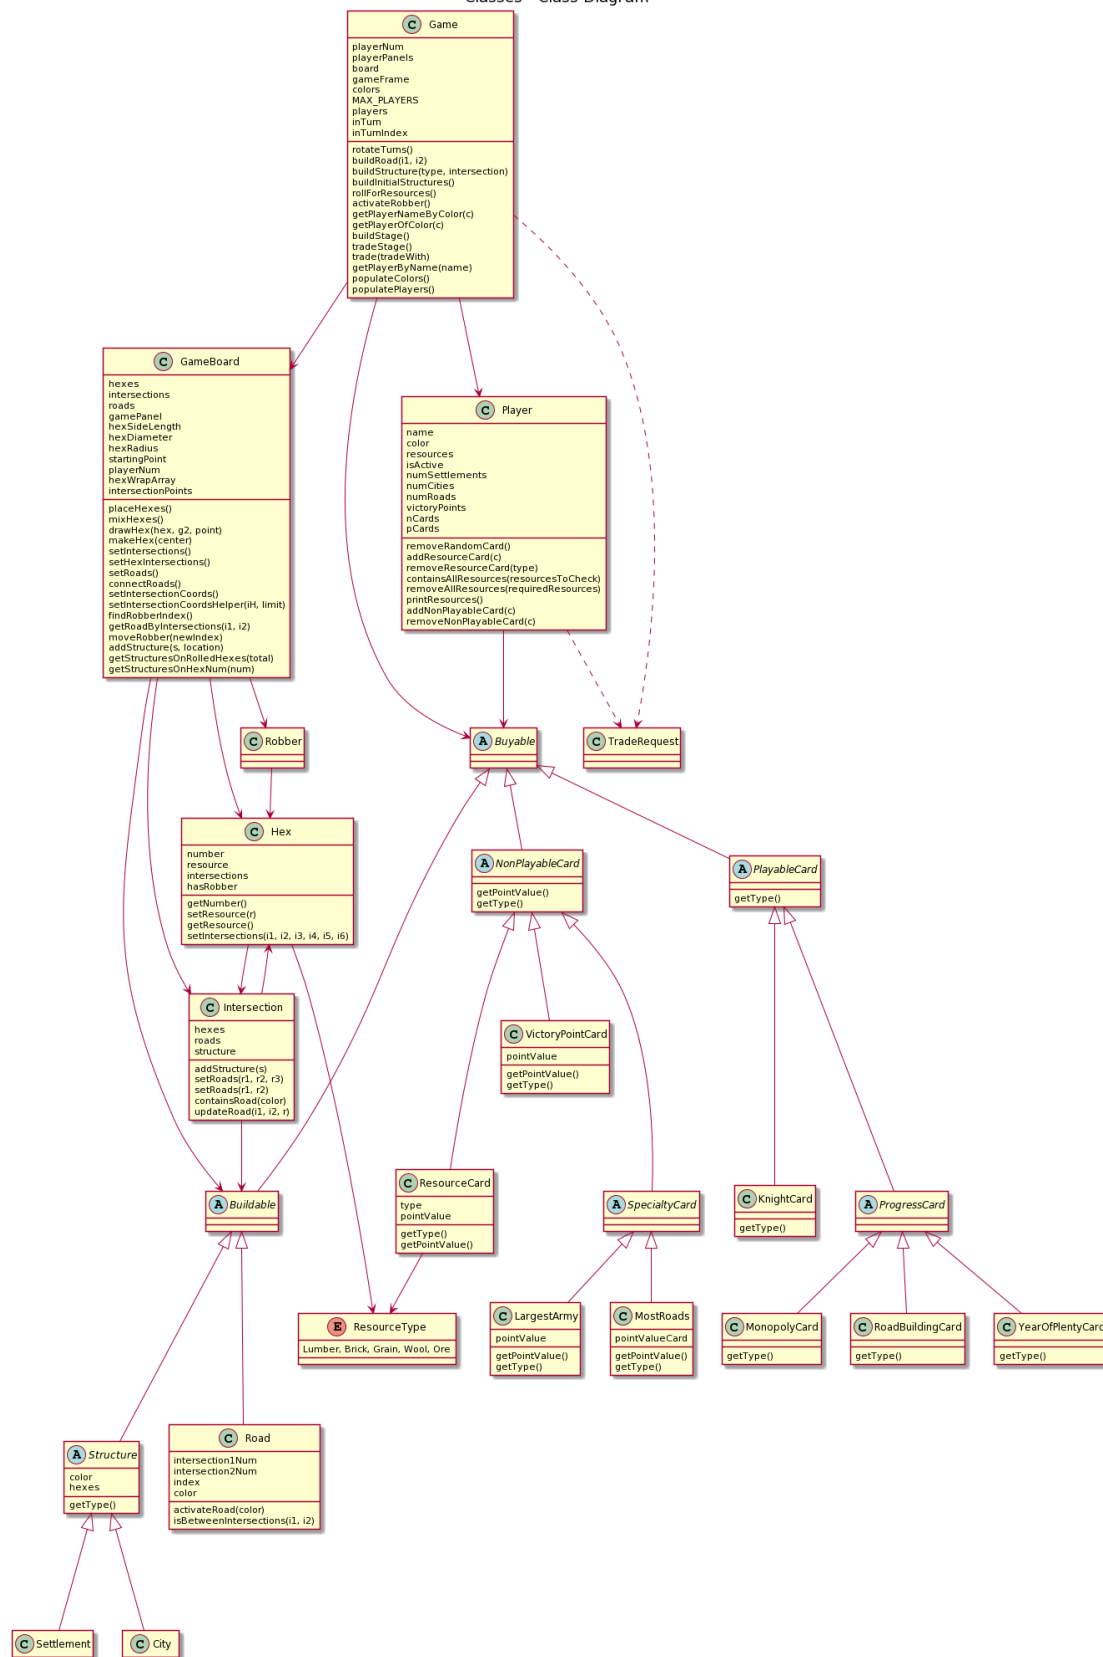 Classes - Class Diagram
C Game
playerNum
playerPanels
board
gameFrame
colors
MAX_PLAYERS
players
inTurn
inTurnIndex
rotateTurns()
buildRoad(i1, i2)
buildStructure(type, intersection)
buildInitialStructures()
rollForResources()
activateRobber()
getPlayerNameByColor(c)
getPlayerOfColor(c)
buildStage()
tradeStage()
trade(tradeWith)
getPlayerByName(name)
populateColors()
populatePlayers()
C GameBoard
hexes
intersections
roads
gamePanel
hexSideLength
hexDiameter
hexRadius
startingPoint
playerNum
hexWrapArray
intersectionPoints
placeHexes()
mixHexes()
drawHex(hex, g2, point)
makeHex(center)
setIntersections()
setHexIntersections()
setRoads()
connectRoads()
setIntersectionCoords()
setIntersectionCoordsHelper(iH, limit)
findRobberIndex()
getRoadByIntersections(i1, i2)
moveRobber(newIndex)
addStructure(s, location)
getStructuresOnRolledHexes(total)
getStructuresOnHexNum(num)
C Player
name
color
resources
isActive
numSettlements
numCities
numRoads
victoryPoints
nCards
pCards
removeRandomCard()
addResourceCard(c)
removeResourceCard(type)
containsAllResources(resourcesToCheck)
removeAllResources(requiredResources)
printResources()
addNonPlayableCard(c)
removeNonPlayableCard(c)
C Robber
A Buyable
C TradeRequest
C Hex
number
resource
intersections
hasRobber
getNumber()
setResource(r)
getResource()
setIntersections(i1, i2, i3, i4, i5, i6)
A NonPlayableCard
getPointValue()
getType()
A PlayableCard
getType()
C Intersection
hexes
roads
structure
addStructure(s)
setRoads(r1, r2, r3)
setRoads(r1, r2)
containsRoad(color)
updateRoad(i1, i2, r)
C VictoryPointCard
pointValue
getPointValue()
getType()
A Buildable
C ResourceCard
type
pointValue
getType()
getPointValue()
A SpecialtyCard
C KnightCard
getType()
A ProgressCard
E ResourceType
Lumber, Brick, Grain, Wool, Ore
C LargestArmy
pointValue
getPointValue()
getType()
C MostRoads
pointValueCard
getPointValue()
getType()
C MonopolyCard
getType()
C RoadBuildingCard
getType()
C YearOfPlentyCard
getType()
A Structure
color
hexes
getType()
C Road
intersection1Num
intersection2Num
index
color
activateRoad(color)
isBetweenIntersections(i1, i2)
C Settlement
C City